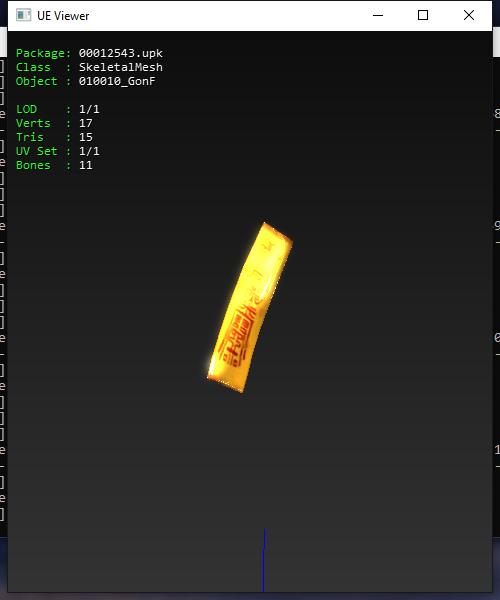 UE Viewer
Package: 00012543.upk
Class : SkeletalMesh
Object : 010010_GonF
LOD : 1/1
Verts : 17
Tris : 15
UV Set : 1/1
Bones : 11